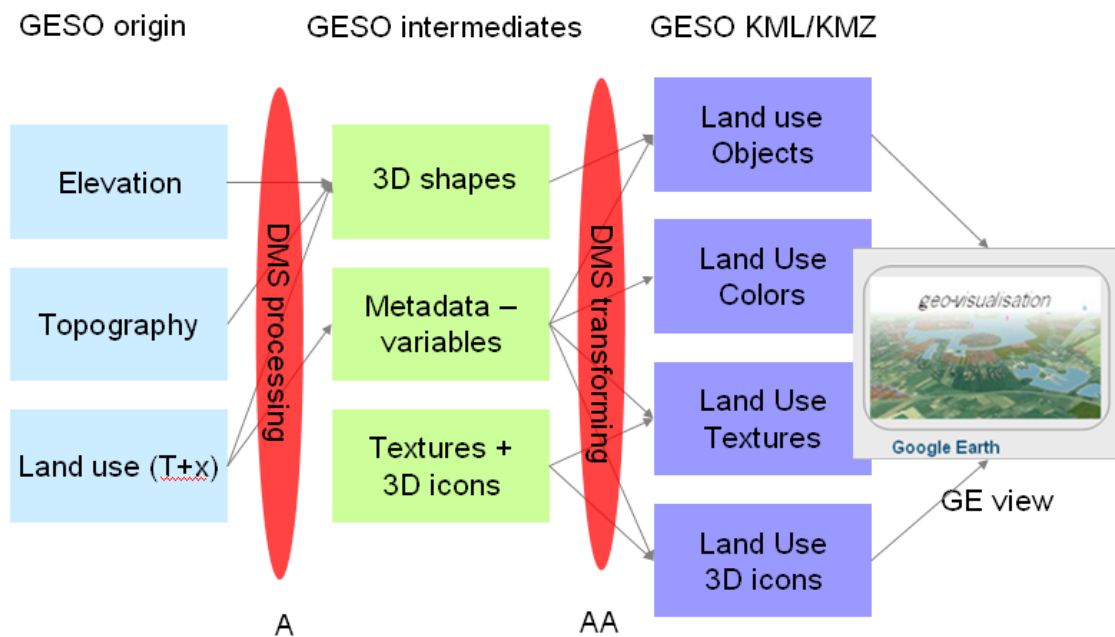 GESO origin
GESO intermediates
GESO KML/KMZ
Elevation
Topography
Land use (T+x)
DMS processing
A
3D shapes
Metadata –
variables
Textures +
3D icons
DMS transforming
AA
Land use
Objects
Land Use
Colors
Land Use
Textures
Land Use
3D icons
geo-visualisation
Google Earth
GE view